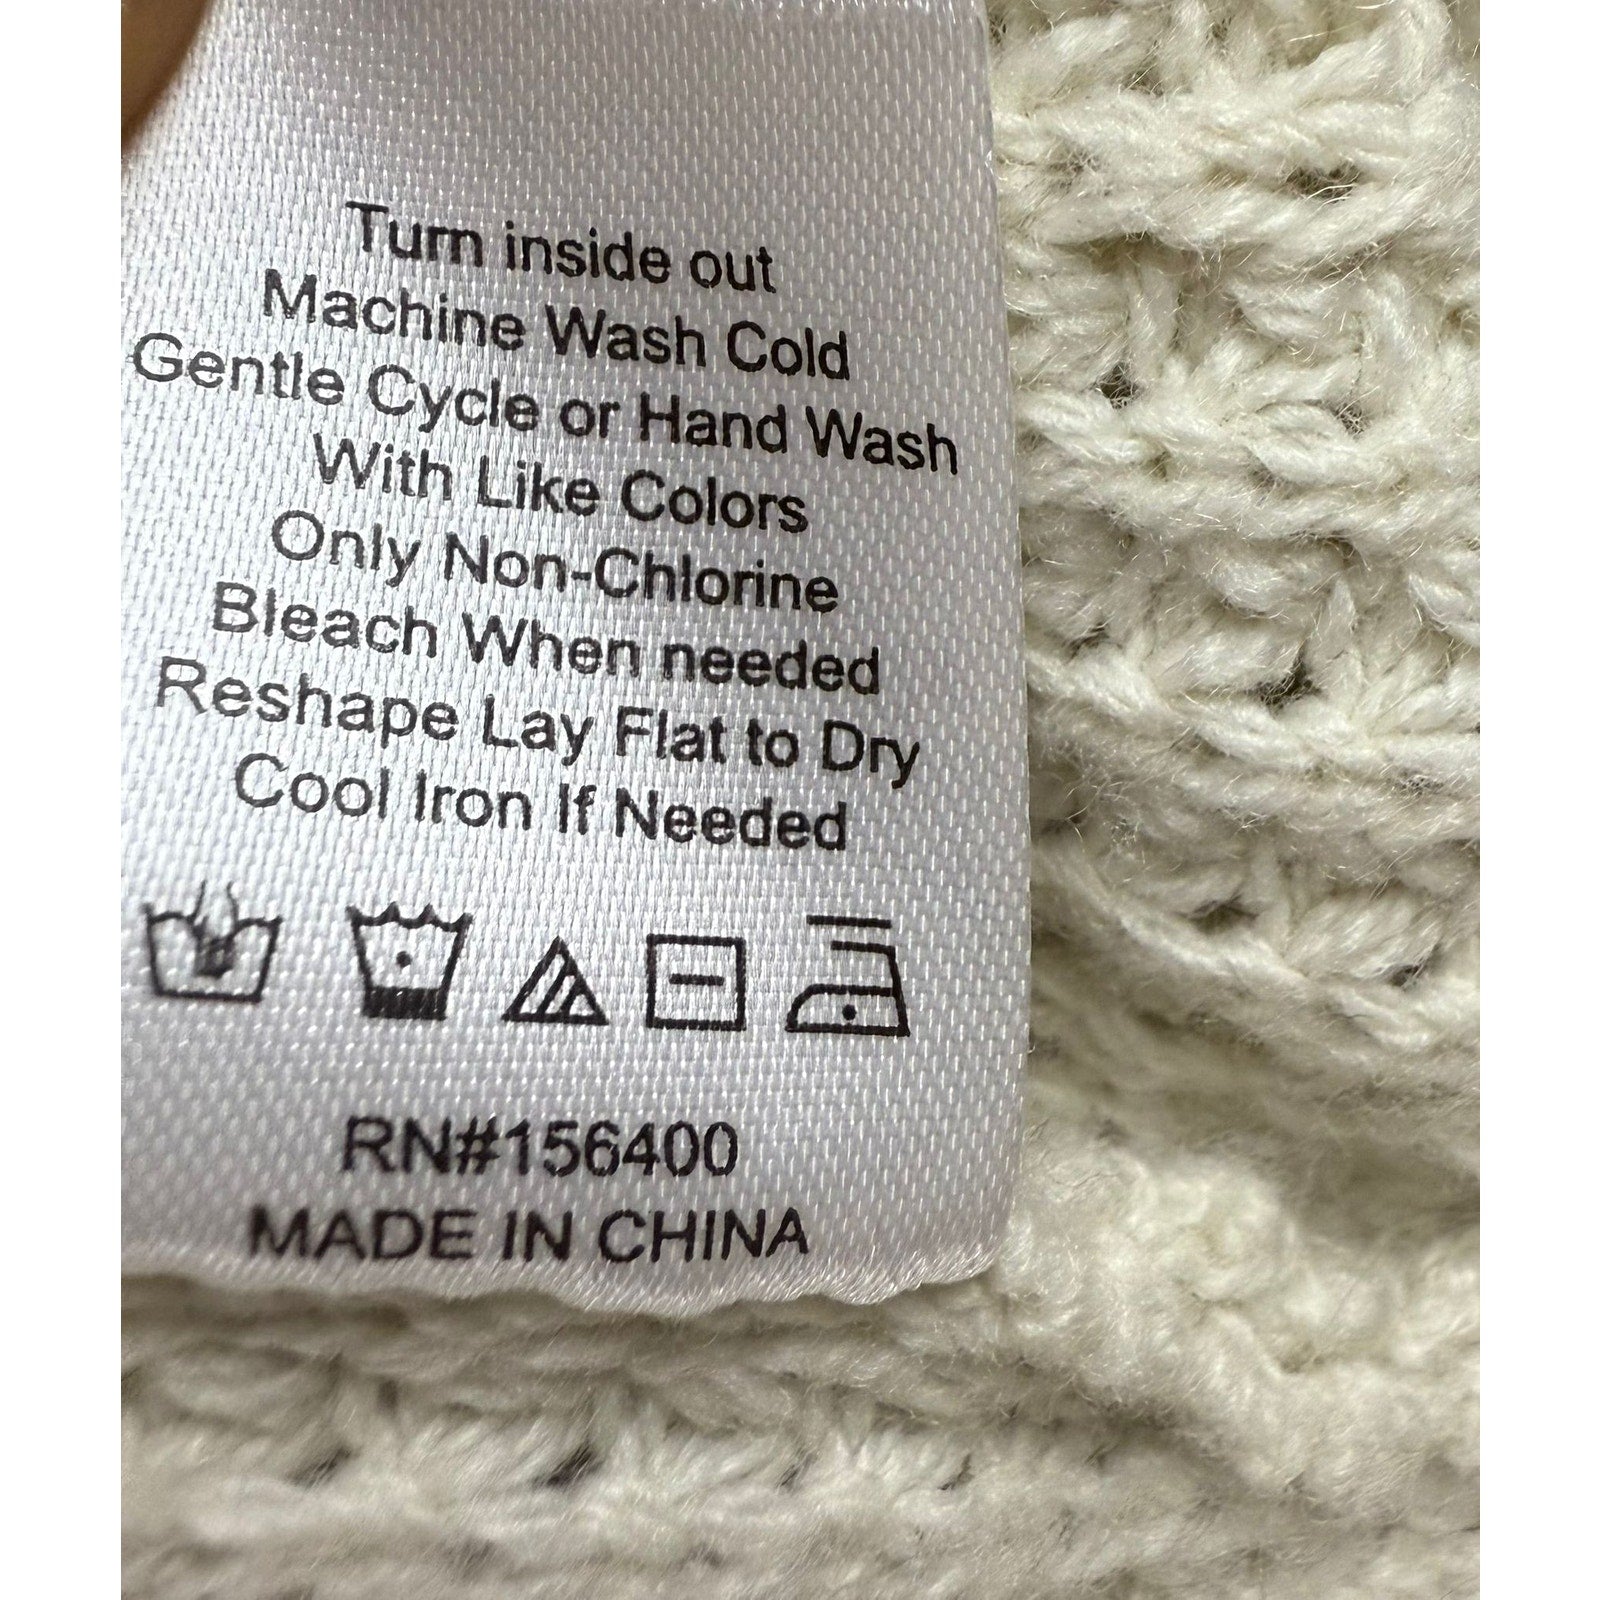 Turn inside out
Machine Wash Cold
Gentle Cycle or Hand Wash
With Like Colors
Only Non-Chlorine
Bleach When needed
Reshape Lay Flat to Dry
Cool Iron If Needed
RN#156400
MADE IN CHINA